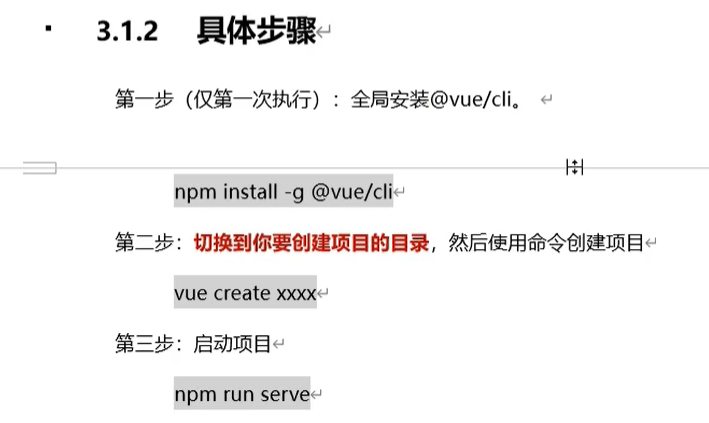 3.1.2 具体步骤
第一步（仅第一次执行）：全局安装@vue/cli。
npm install -g @vue/cli
第二步：切换到你要创建项目的目录，然后使用命令创建项目
vue create xxxx
第三步：启动项目
npm run serve